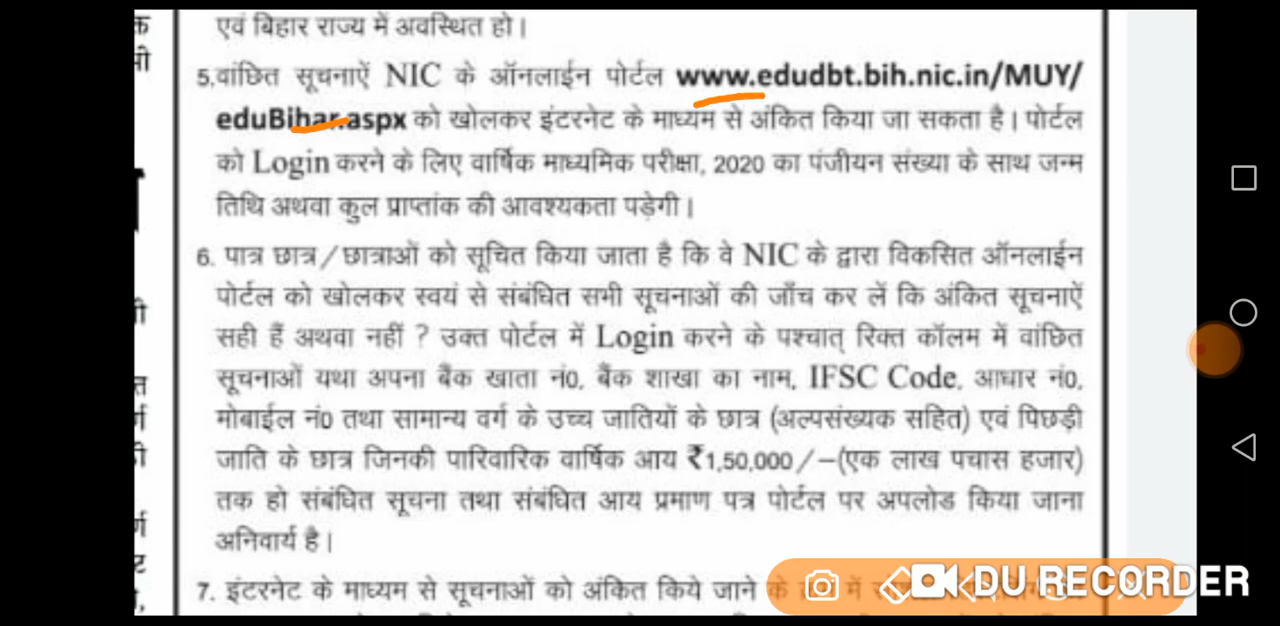 क
एवं बिहार राज्य में अवस्थित हो।
5.वांछित सूचनाऐं NIC के ऑनलाईन पोर्टल www.edudbt.bih.nic.in/MUY/
eduBihar.aspx को खोलकर इंटरनेट के माध्यम से अंकित किया जा सकता है। पोर्टल
को Login करने के लिए वार्षिक माध्यमिक परीक्षा, 2020 का पंजीयन संख्या के साथ जन्म
तिथि अथवा कुल प्राप्तांक की आवश्यकता पड़ेगी।
6. पात्र छात्र/छात्राओं को सूचित किया जाता है कि वे NIC के द्वारा विकसित ऑनलाईन
पोर्टल को खोलकर स्वयं से संबंधित सभी सूचनाओं की जाँच कर लें कि अंकित सूचनाऐं
सही हैं अथवा नहीं ? उक्त पोर्टल में Login करने के पश्चात् रिक्त कॉलम में वांछित
सूचनाओं यथा अपना बैंक खाता नं0, बैंक शाखा का नाम, IFSC Code, आधार नं0,
मोबाईल नं0 तथा सामान्य वर्ग के उच्च जातियों के छात्र (अल्पसंख्यक सहित) एवं पिछड़ी
जाति के छात्र जिनकी पारिवारिक वार्षिक आय ₹1,50,000/–(एक लाख पचास हजार)
तक हो संबंधित सूचना तथा संबंधित आय प्रमाण पत्र पोर्टल पर अपलोड किया जाना
अनिवार्य है।
7. इंटरनेट के माध्यम से सूचनाओं को अंकित किये जाने के में
DU RECORDER